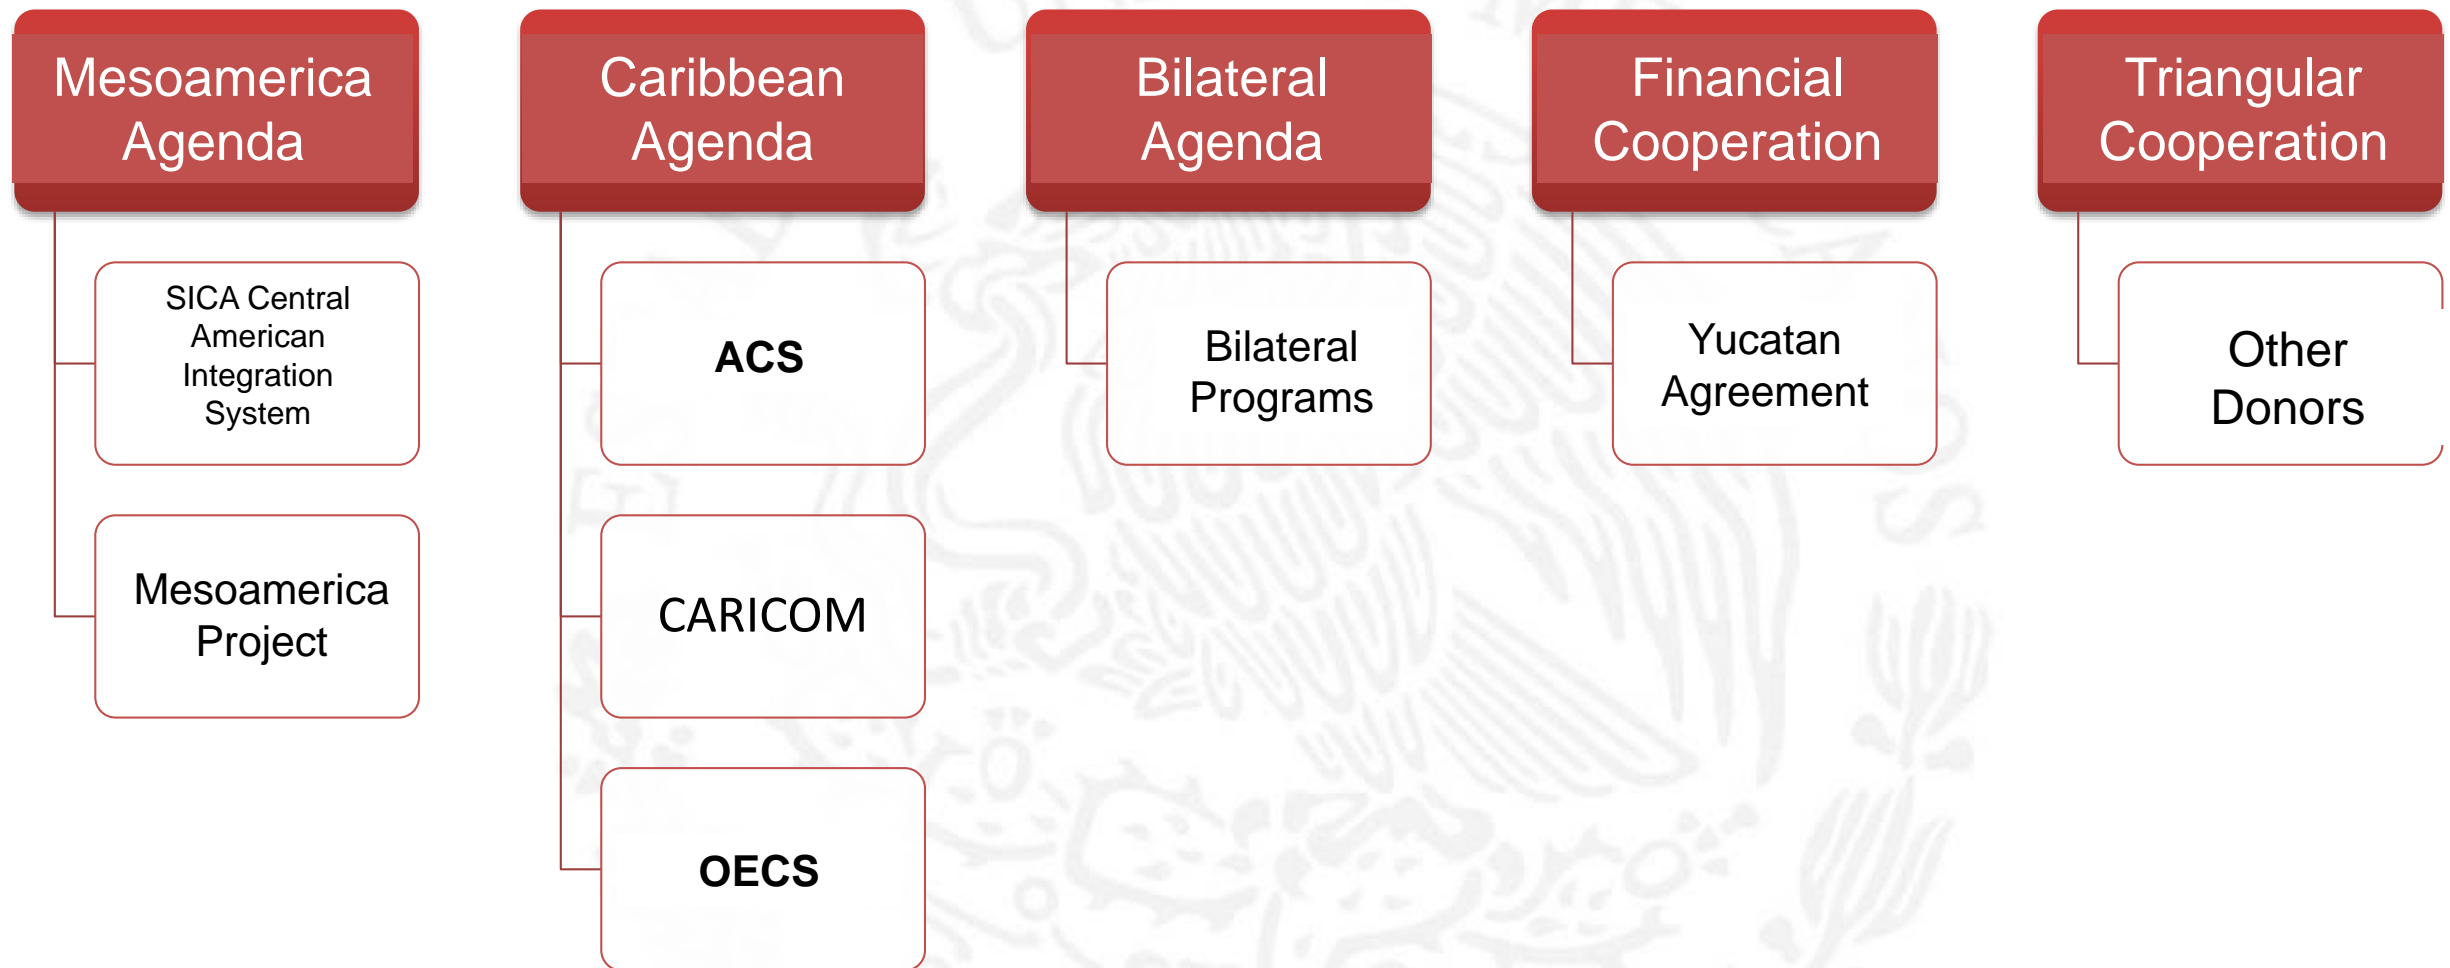 Mesoamerica
Agenda
SICA Central
American
Integration
System
Mesoamerica
Project
Caribbean
Agenda
ACS
CARICOM
OECS
Bilateral
Agenda
Bilateral
Programs
Financial
Cooperation
Yucatan
Agreement
Triangular
Cooperation
Other
Donors